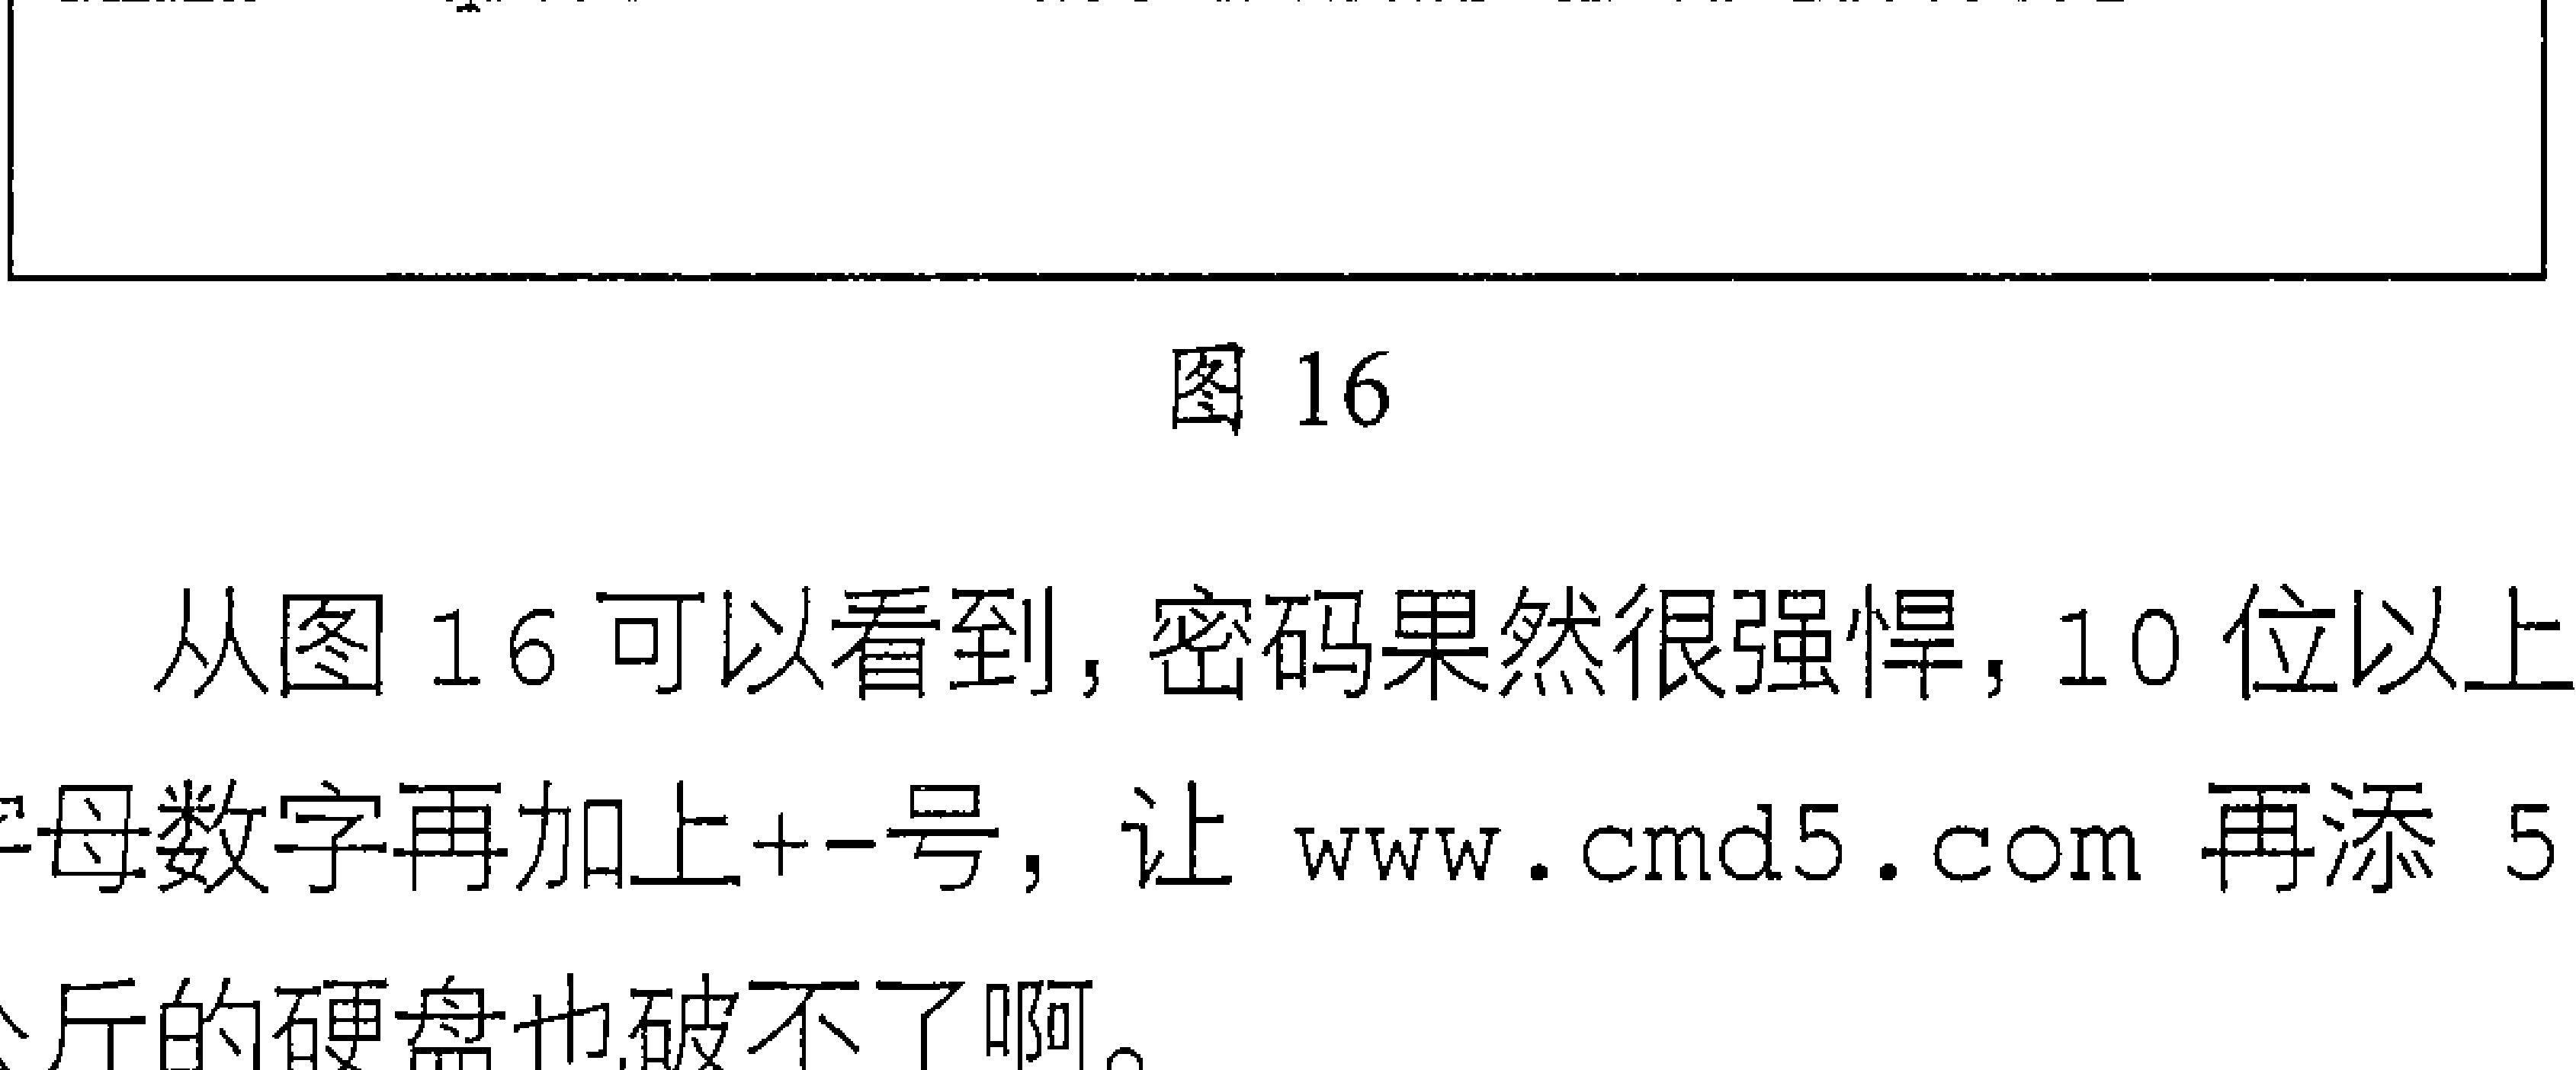 图 16
从图 16 可以看到，密码果然很强悍，10 位以上
字母数字再加上+-号，让 www.cmd5.com 再添 5
公斤的硬盘也破不了啊。